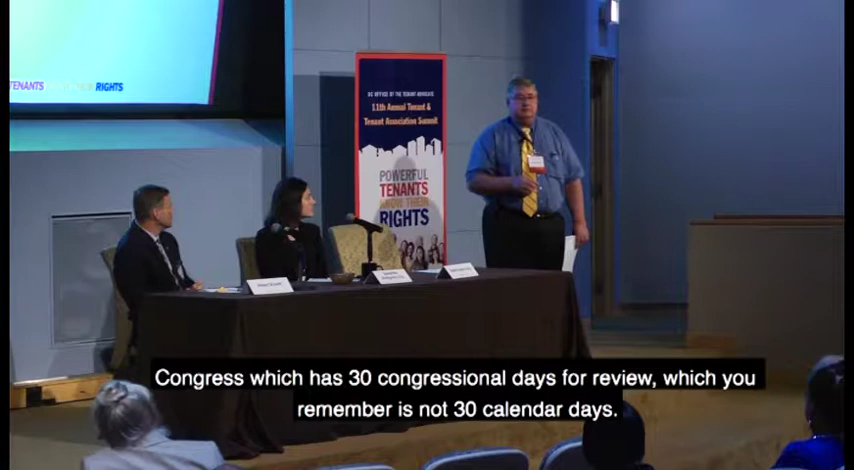 TENANTS RIGHTS
DC OFFICE OF THE TENANT ADVOCATE
11th Annual Tenant &
Tenant Association Summit
POWERFUL
TENANTS
KNOW THEIR
RIGHTS
Congress which has 30 congressional days for review, which you
remember is not 30 calendar days.